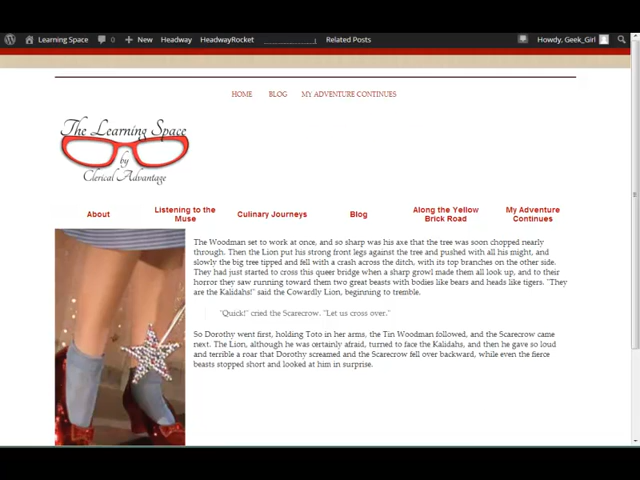 Learning Space 0 + New Headway HeadwayRocket Related Posts Howdy, Geek_Girl
HOME BLOG MY ADVENTURE CONTINUES
The Learning Space
by
Clerical Advantage
About Listening to the Muse Culinary Journeys Blog Along the Yellow Brick Road My Adventure Continues
The Woodman set to work at once, and so sharp was his axe that the tree was soon chopped nearly
through. Then the Lion put his strong front legs against the tree and pushed with all his might, and
slowly the big tree tipped and fell with a crash across the ditch, with its top branches on the other side.
They had just started to cross this queer bridge when a sharp growl made them all look up, and to their
horror they saw running toward them two great beasts with bodies like bears and heads like tigers. "They
are the Kalidahs!" said the Cowardly Lion, beginning to tremble.
"Quick!" cried the Scarecrow. "Let us cross over."
So Dorothy went first, holding Toto in her arms, the Tin Woodman followed, and the Scarecrow came
next. The Lion, although he was certainly afraid, turned to face the Kalidahs, and then he gave so loud
and terrible a roar that Dorothy screamed and the Scarecrow fell over backward, while even the fierce
beasts stopped short and looked at him in surprise.